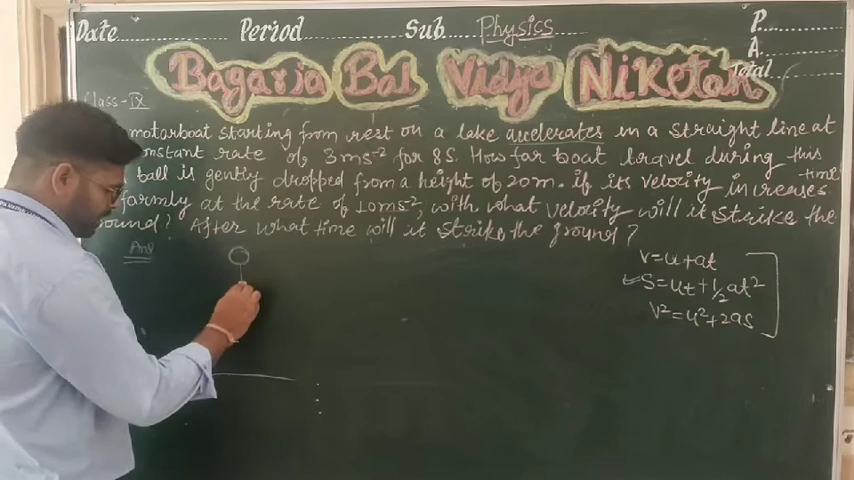 Date Period Sub. Physics P.
A.
Total
Bagaria Bal Vidya NiKetan
Class-IX
motorboat starting from rest on a lake accelerates in a straight line at
onstant rate of 3ms⁻² for 8s. How far boat travel during this
-time
ball is gently dropped from a height of 20m. if its velocity increases
formly at the rate of 10ms⁻², with what velocity will it strike the
ound? After what time will it strike the ground?
Ans
V=u+at
S=ut+1/2at²
V²=u²+2as